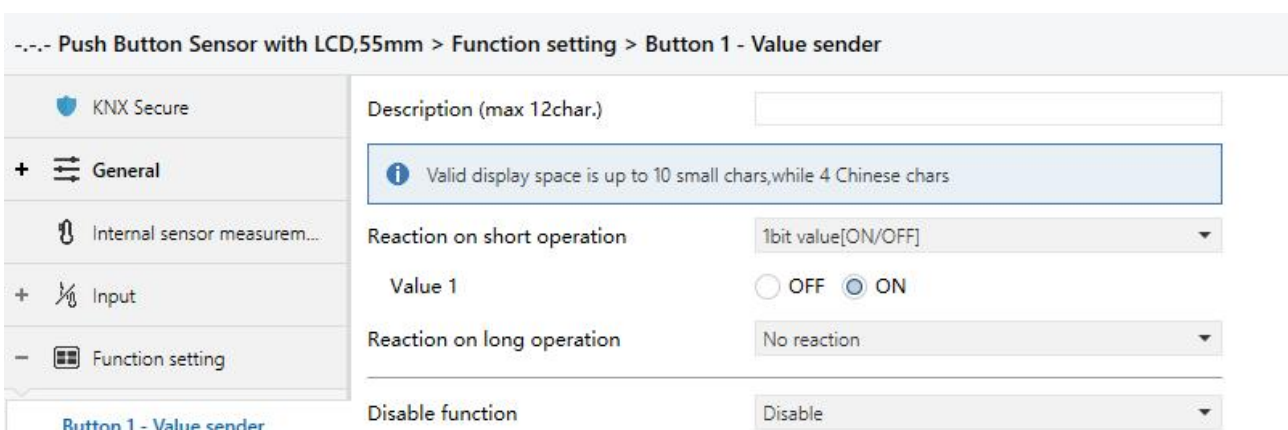 -.-.- Push Button Sensor with LCD,55mm > Function setting > Button 1 - Value sender
KNX Secure
Description (max 12char.)
+ General
Valid display space is up to 10 small chars,while 4 Chinese chars
Internal sensor measurem...
Reaction on short operation 1bit value[ON/OFF]
+ Input
Value 1 OFF ON
Reaction on long operation No reaction
- Function setting
Disable function Disable
Button 1 - Value sender